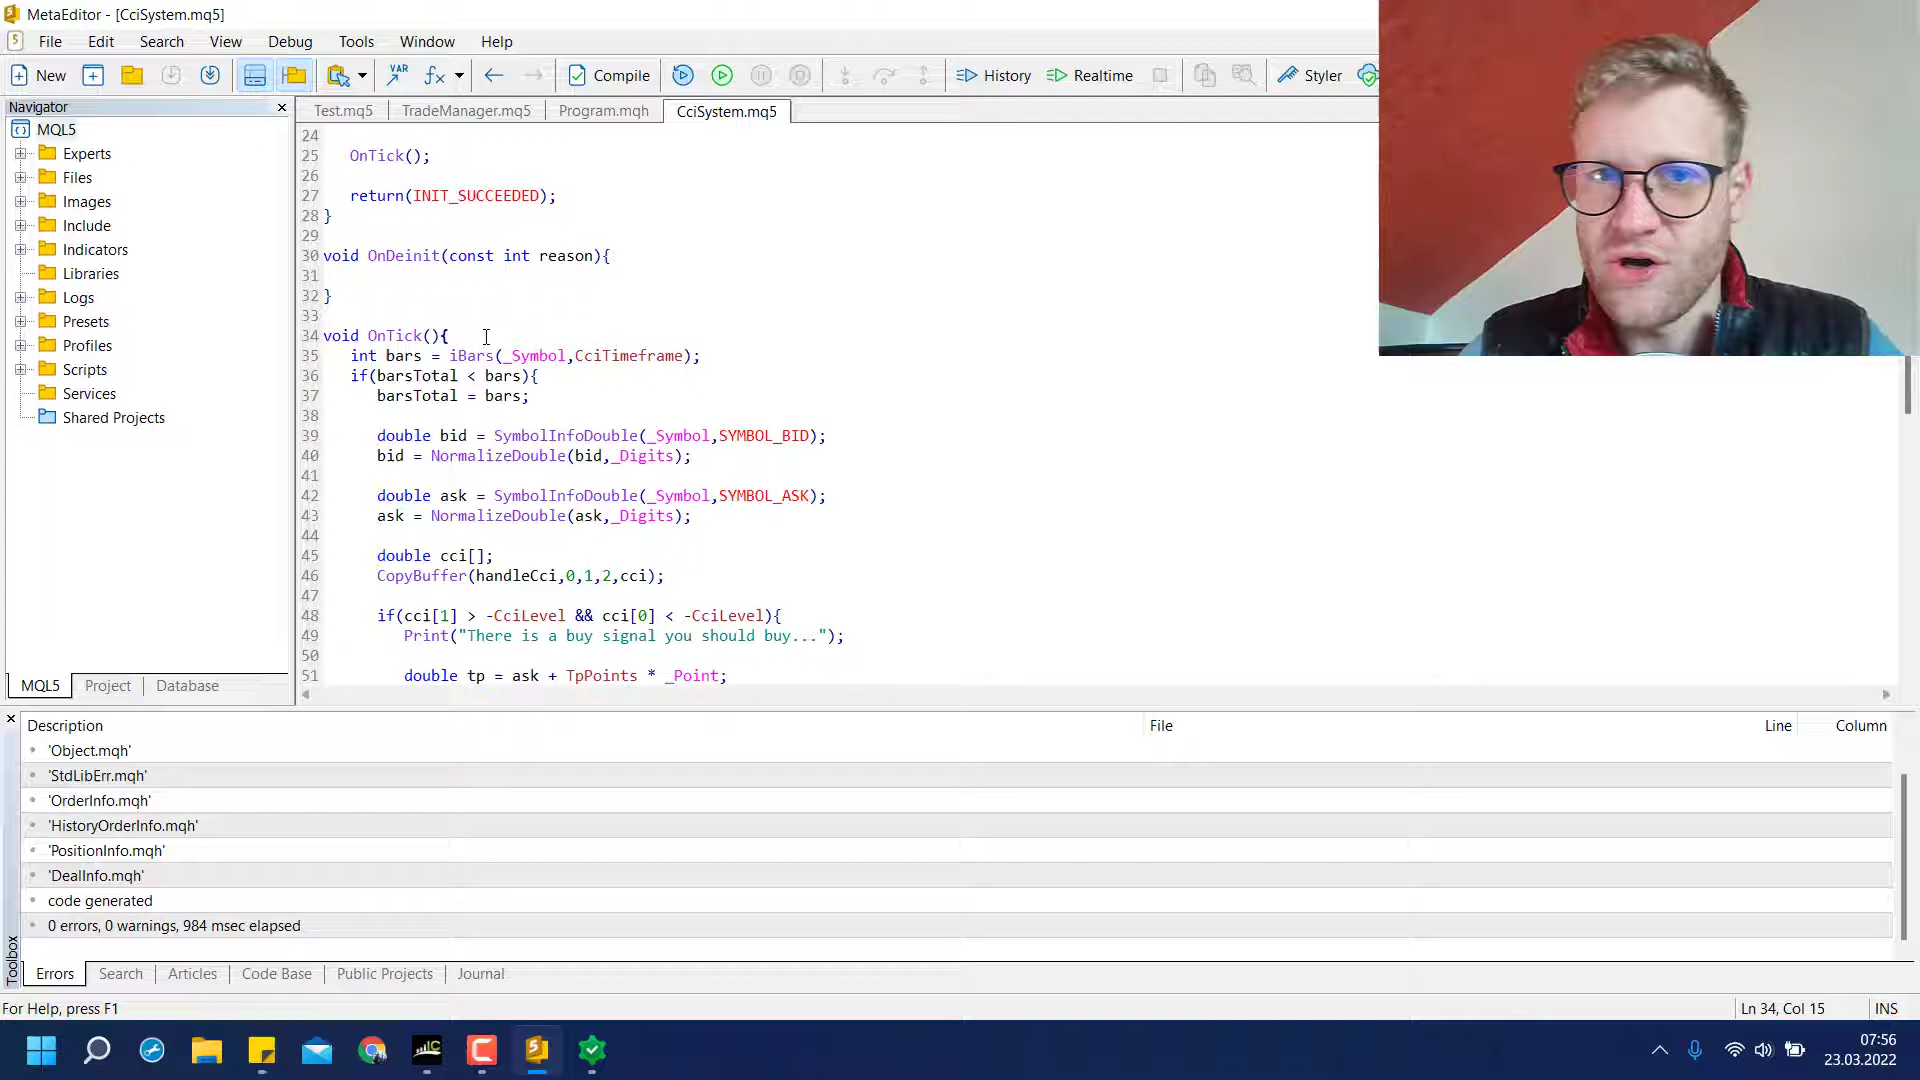 MetaEditor - [CciSystem.mq5]
5 File Edit Search View Debug Tools Window Help
New VAR fx Compile History Realtime Styler
Navigator
MQL5
Experts
Files
Images
Include
Indicators
Libraries
Logs
Presets
Profiles
Scripts
Services
Shared Projects
MQL5 Project Database
Test.mq5 TradeManager.mq5 Program.mqh CciSystem.mq5
24
25 OnTick();
26
27 return(INIT_SUCCEEDED);
28 }
29
30 void OnDeinit(const int reason){
31
32 }
33
34 void OnTick(){
35 int bars = iBars(_Symbol,CciTimeframe);
36 if(barsTotal < bars){
37 barsTotal = bars;
38
39 double bid = SymbolInfoDouble(_Symbol,SYMBOL_BID);
40 bid = NormalizeDouble(bid,_Digits);
41
42 double ask = SymbolInfoDouble(_Symbol,SYMBOL_ASK);
43 ask = NormalizeDouble(ask,_Digits);
44
45 double cci[];
46 CopyBuffer(handleCci,0,1,2,cci);
47
48 if(cci[1] > -CciLevel && cci[0] < -CciLevel){
49 Print("There is a buy signal you should buy...");
50
51 double tp = ask + TpPoints * _Point;
Description File Line Column
'Object.mqh'
'StdLibErr.mqh'
'OrderInfo.mqh'
'HistoryOrderInfo.mqh'
'PositionInfo.mqh'
'DealInfo.mqh'
code generated
0 errors, 0 warnings, 984 msec elapsed
Toolbox
Errors Search Articles Code Base Public Projects Journal
For Help, press F1 Ln 34, Col 15 INS
IC
C
5
07:56
23.03.2022